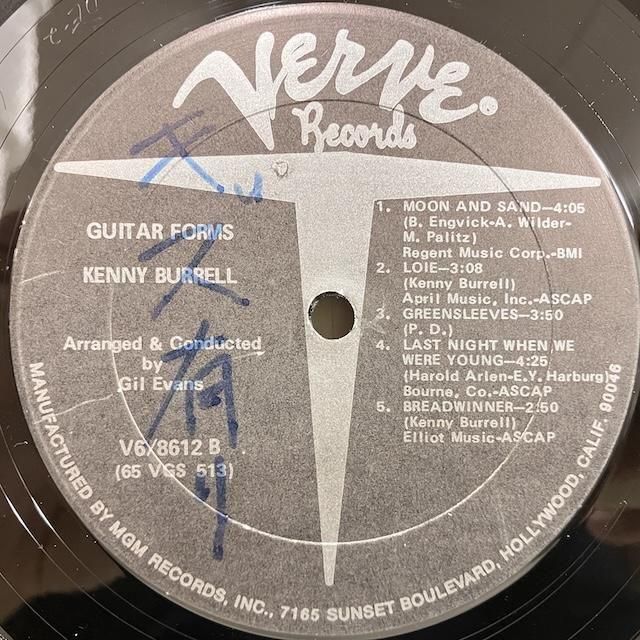 Verve®
Records
GUITAR FORMS
KENNY BURRELL
Arranged & Conducted
by
Gil Evans
V6/8612 B
(65 VGS 513)
1. MOON AND SAND—4:05
(B. Engvick-A. Wilder-
M. Palitz)
Regent Music Corp.-BMI
2. LOIE—3:08
(Kenny Burrell)
April Music, Inc.-ASCAP
3. GREENSLEEVES—3:50
(P. D.)
4. LAST NIGHT WHEN WE
WERE YOUNG—4:25
(Harold Arlen-E.Y. Harburg)
Bourne, Co.-ASCAP
5. BREADWINNER—2:50
(Kenny Burrell)
Elliot Music-ASCAP
MANUFACTURED BY MGM RECORDS, INC., 7165 SUNSET BOULEVARD, HOLLYWOOD, CALIF. 90046